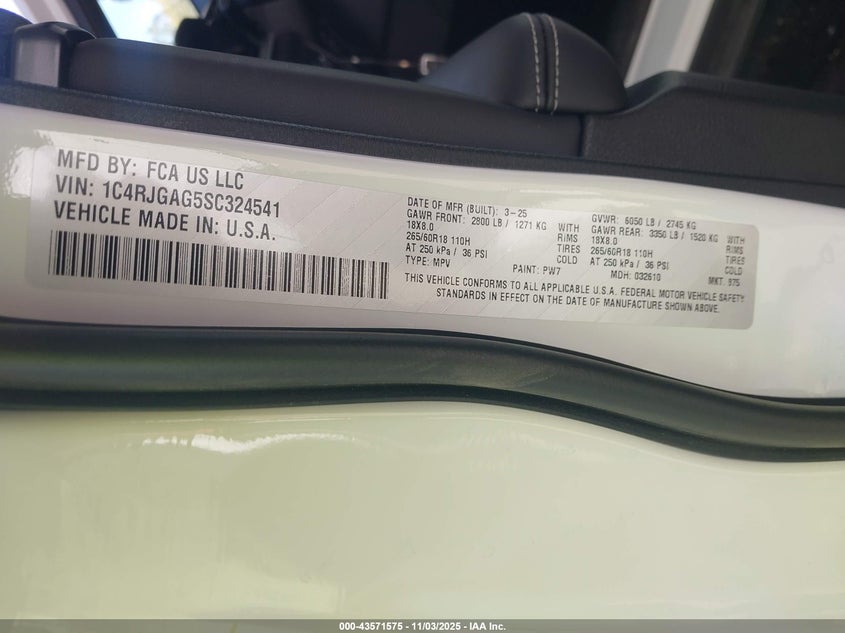 MFD BY: FCA US LLC
VIN: 1C4RJGAG5SC324541
VEHICLE MADE IN: U.S.A.
DATE OF MFR (BUILT): 3-25 GVWR: 6050 LB / 2745 KG
GAWR FRONT: 2800 LB / 1271 KG WITH GAWR REAR: 3350 LB / 1520 KG WITH
18X8.0 RIMS 18X8.0 RIMS
265/60R18 110H TIRES 265/60R18 110H TIRES
AT 250 kPa / 36 PSI COLD AT 250 kPa / 36 PSI COLD
TYPE: MPV PAINT: PW7 MDH: 032610 MKT: 975
THIS VEHICLE CONFORMS TO ALL APPLICABLE U.S.A. FEDERAL MOTOR VEHICLE SAFETY
STANDARDS IN EFFECT ON THE DATE OF MANUFACTURE SHOWN ABOVE.
000-43571575 - 11/03/2025 - IAA Inc.